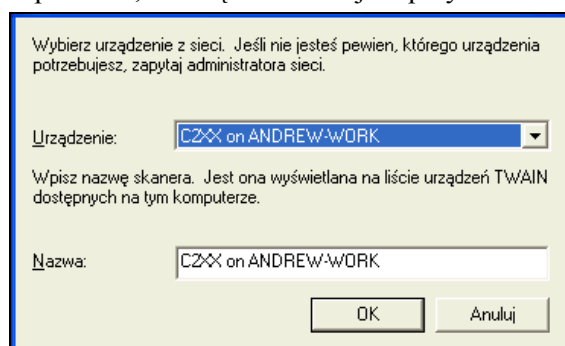 Wybierz urządzenie z sieci. Jeśli nie jesteś pewien, którego urządzenia
potrzebujesz, zapytaj administratora sieci.
Urządzenie: C2XX on ANDREW-WORK
Wpisz nazwę skanera. Jest ona wyświetlana na liście urządzeń TWAIN
dostępnych na tym komputerze.
Nazwa: C2XX on ANDREW-WORK
OK Anuluj